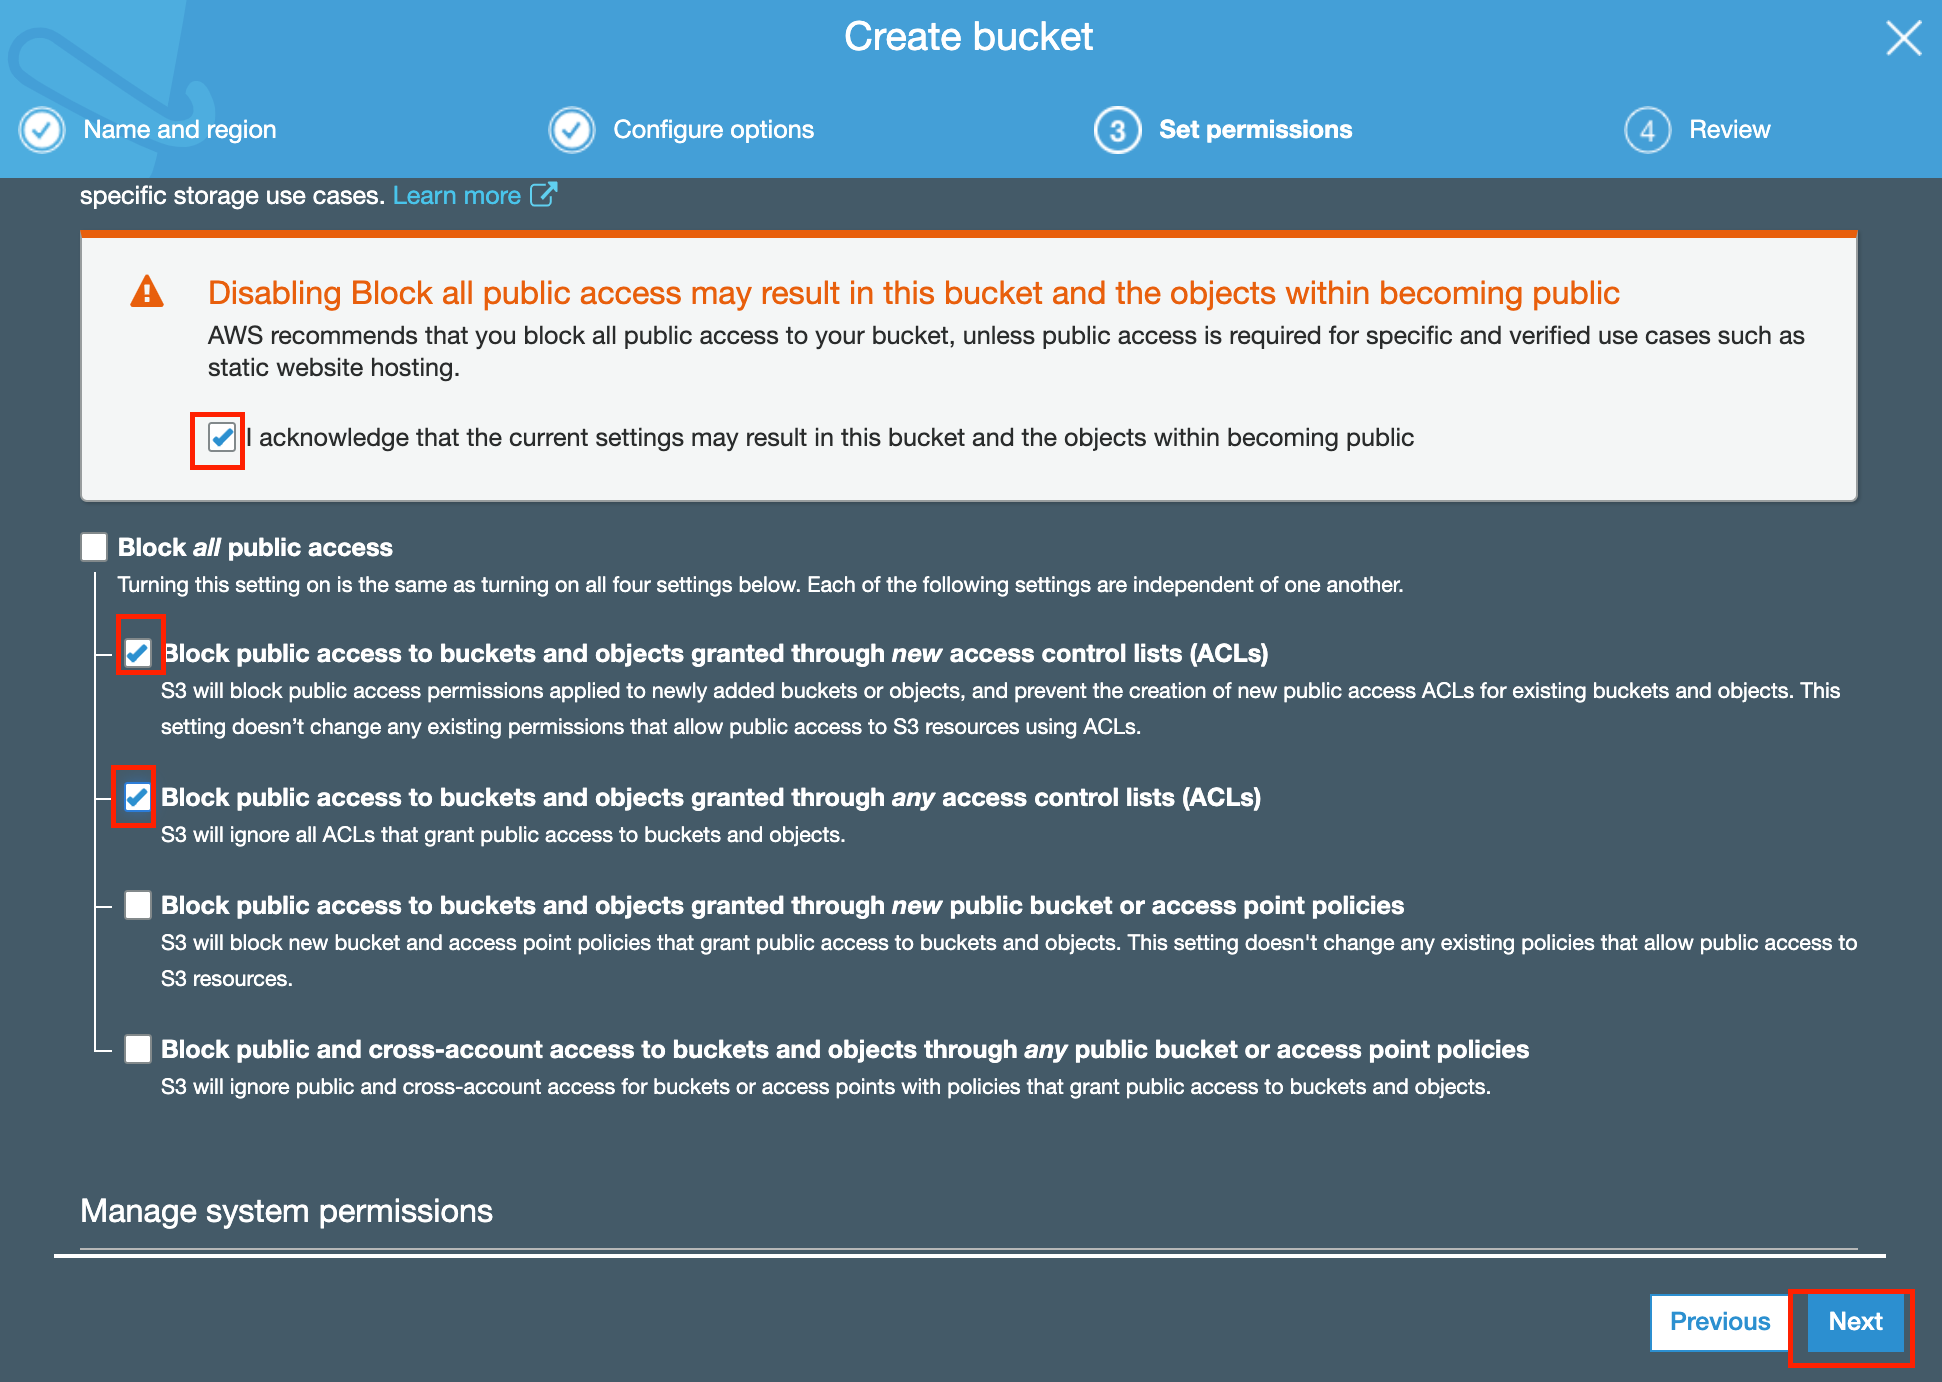 Create bucket
Name and region
Configure options
3 Set permissions
4 Review
specific storage use cases. Learn more
Disabling Block all public access may result in this bucket and the objects within becoming public
AWS recommends that you block all public access to your bucket, unless public access is required for specific and verified use cases such as
static website hosting.
I acknowledge that the current settings may result in this bucket and the objects within becoming public
Block all public access
Turning this setting on is the same as turning on all four settings below. Each of the following settings are independent of one another.
Block public access to buckets and objects granted through new access control lists (ACLs)
S3 will block public access permissions applied to newly added buckets or objects, and prevent the creation of new public access ACLs for existing buckets and objects. This
setting doesn’t change any existing permissions that allow public access to S3 resources using ACLs.
Block public access to buckets and objects granted through any access control lists (ACLs)
S3 will ignore all ACLs that grant public access to buckets and objects.
Block public access to buckets and objects granted through new public bucket or access point policies
S3 will block new bucket and access point policies that grant public access to buckets and objects. This setting doesn't change any existing policies that allow public access to
S3 resources.
Block public and cross-account access to buckets and objects through any public bucket or access point policies
S3 will ignore public and cross-account access for buckets or access points with policies that grant public access to buckets and objects.
Manage system permissions
Previous
Next